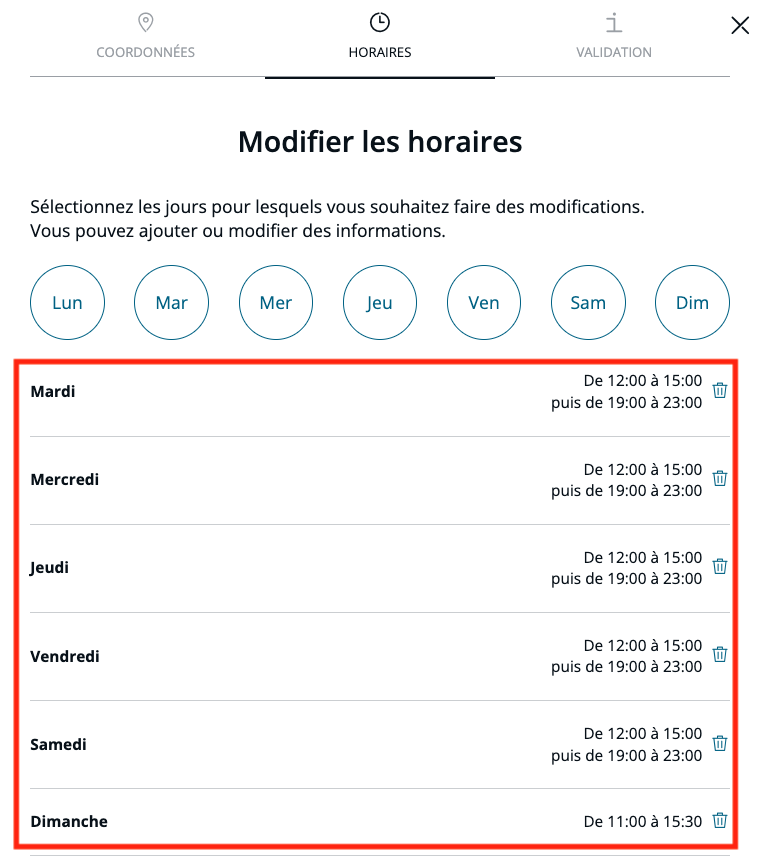 COORDONNÉES
HORAIRES
VALIDATION
Modifier les horaires
Sélectionnez les jours pour lesquels vous souhaitez faire des modifications.
Vous pouvez ajouter ou modifier des informations.
Lun
Mar
Mer
Jeu
Ven
Sam
Dim
Mardi
De 12:00 à 15:00
puis de 19:00 à 23:00
Mercredi
De 12:00 à 15:00
puis de 19:00 à 23:00
Jeudi
De 12:00 à 15:00
puis de 19:00 à 23:00
Vendredi
De 12:00 à 15:00
puis de 19:00 à 23:00
Samedi
De 12:00 à 15:00
puis de 19:00 à 23:00
Dimanche
De 11:00 à 15:30